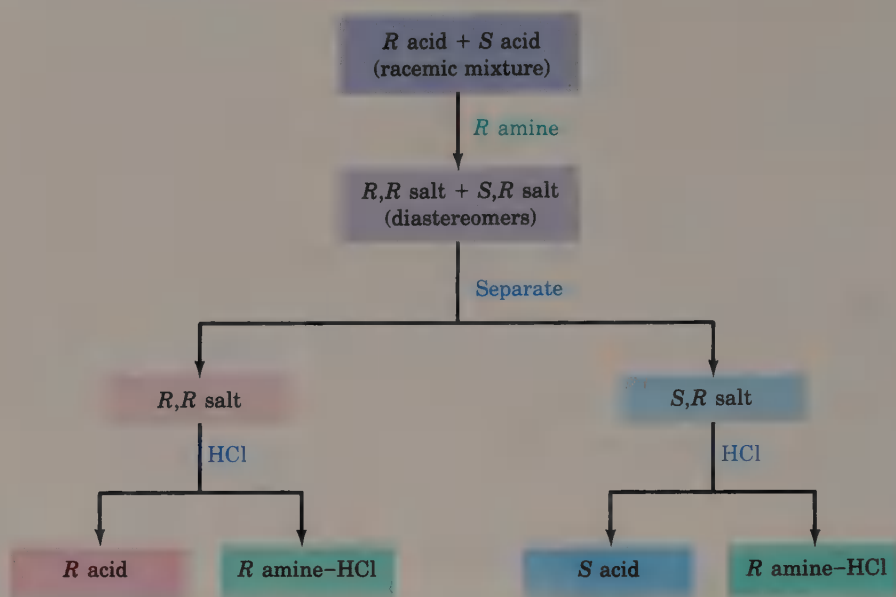 R acid + S acid
(racemic mixture)
R amine
R,R salt + S,R salt
(diastereomers)
Separate
R,R salt
S,R salt
HCl
HCl
R acid
R amine–HCl
S acid
R amine–HCl